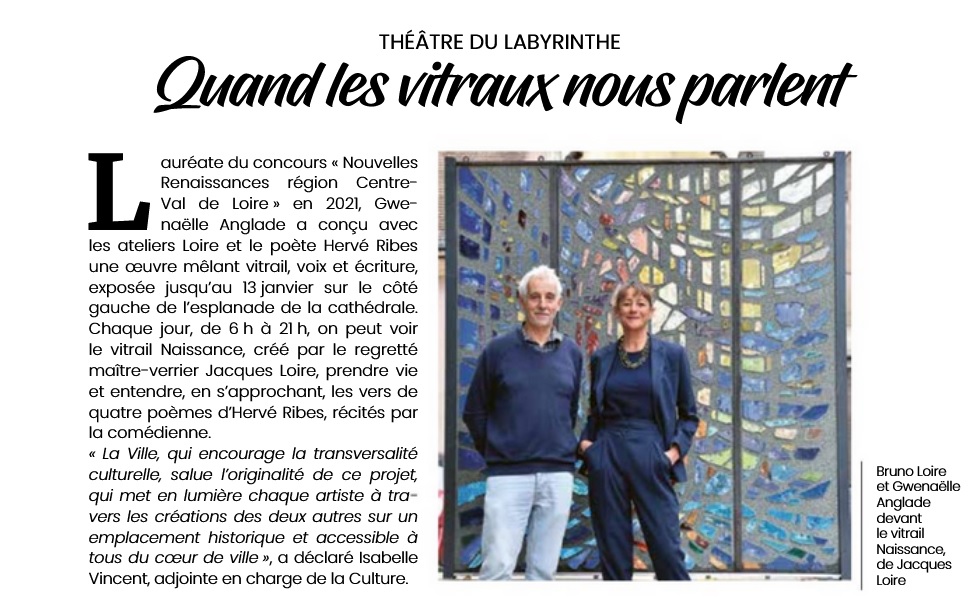 THÉÂTRE DU LABYRINTHE
Quand les vitraux nous parlent
Lauréate du concours « Nouvelles
Renaissances région Centre-
Val de Loire » en 2021, Gwe-
naëlle Anglade a conçu avec
les ateliers Loire et le poète Hervé Ribes
une œuvre mêlant vitrail, voix et écriture,
exposée jusqu’au 13 janvier sur le côté
gauche de l’esplanade de la cathédrale.
Chaque jour, de 6 h à 21 h, on peut voir
le vitrail Naissance, créé par le regretté
maître-verrier Jacques Loire, prendre vie
et entendre, en s’approchant, les vers de
quatre poèmes d’Hervé Ribes, récités par
la comédienne.
« La Ville, qui encourage la transversalité
culturelle, salue l’originalité de ce projet,
qui met en lumière chaque artiste à tra-
vers les créations des deux autres sur un
emplacement historique et accessible à
tous du cœur de ville », a déclaré Isabelle
Vincent, adjointe en charge de la Culture.
Bruno Loire
et Gwenaëlle
Anglade
devant
le vitrail
Naissance,
de Jacques
Loire